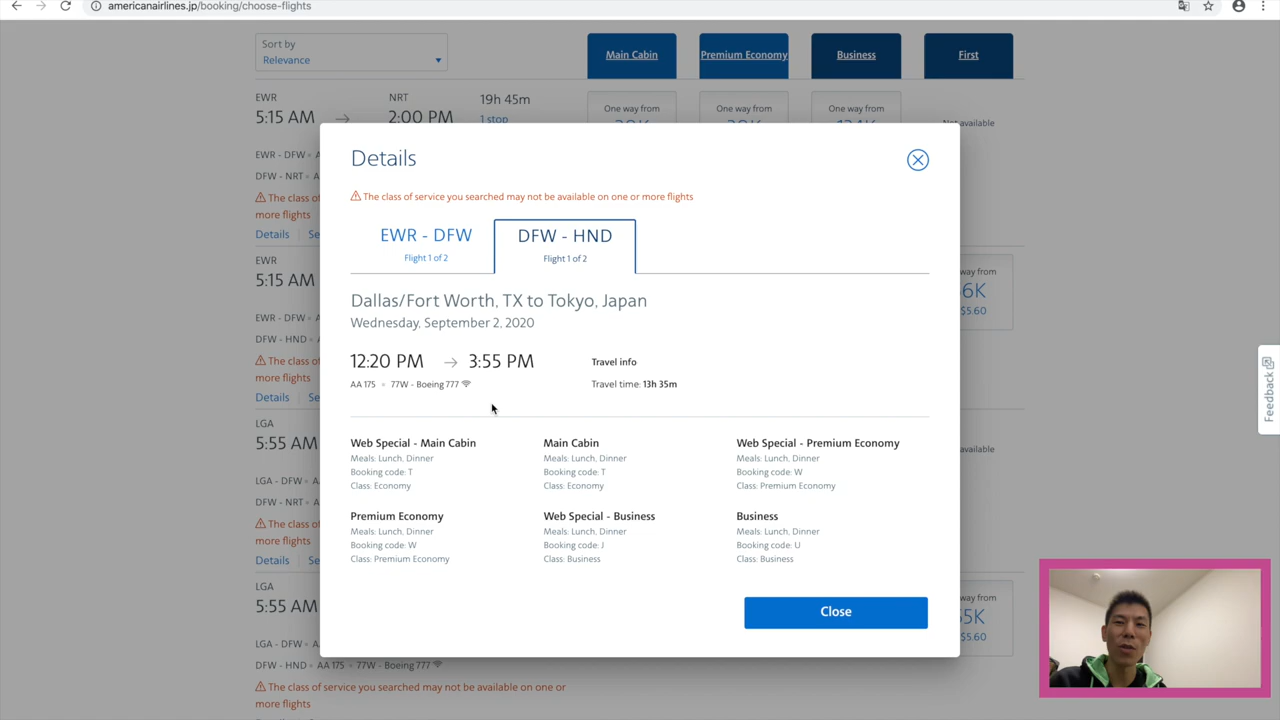 americanairlines.jp/booking/choose-flights
Sort by
Relevance
Main Cabin
Premium Economy
Business
First
EWR
NRT
19h 45m
5:15 AM
2:00 PM
1 stop
One way from
One way from
One way from
Not available
EWR - DFW
DFW - NRT
The class of
more flights
Details
EWR
5:15 AM
EWR - DFW
DFW - HND
The class of
more flights
Details
way from
$5.60
LGA
5:55 AM
LGA - DFW
DFW - NRT
The class of
more flights
Details
available
LGA
5:55 AM
LGA - DFW
DFW - HND AA 175 77W - Boeing 777
The class of service you searched may not be available on one or
more flights
way from
$5.60
Details
The class of service you searched may not be available on one or more flights
EWR - DFW
Flight 1 of 2
DFW - HND
Flight 1 of 2
Dallas/Fort Worth, TX to Tokyo, Japan
Wednesday, September 2, 2020
12:20 PM
3:55 PM
AA 175 77W - Boeing 777
Travel info
Travel time: 13h 35m
Web Special - Main Cabin
Meals: Lunch, Dinner
Booking code: T
Class: Economy
Main Cabin
Meals: Lunch, Dinner
Booking code: T
Class: Economy
Web Special - Premium Economy
Meals: Lunch, Dinner
Booking code: W
Class: Premium Economy
Premium Economy
Meals: Lunch, Dinner
Booking code: W
Class: Premium Economy
Web Special - Business
Meals: Lunch, Dinner
Booking code: J
Class: Business
Business
Meals: Lunch, Dinner
Booking code: U
Class: Business
Close
Feedback